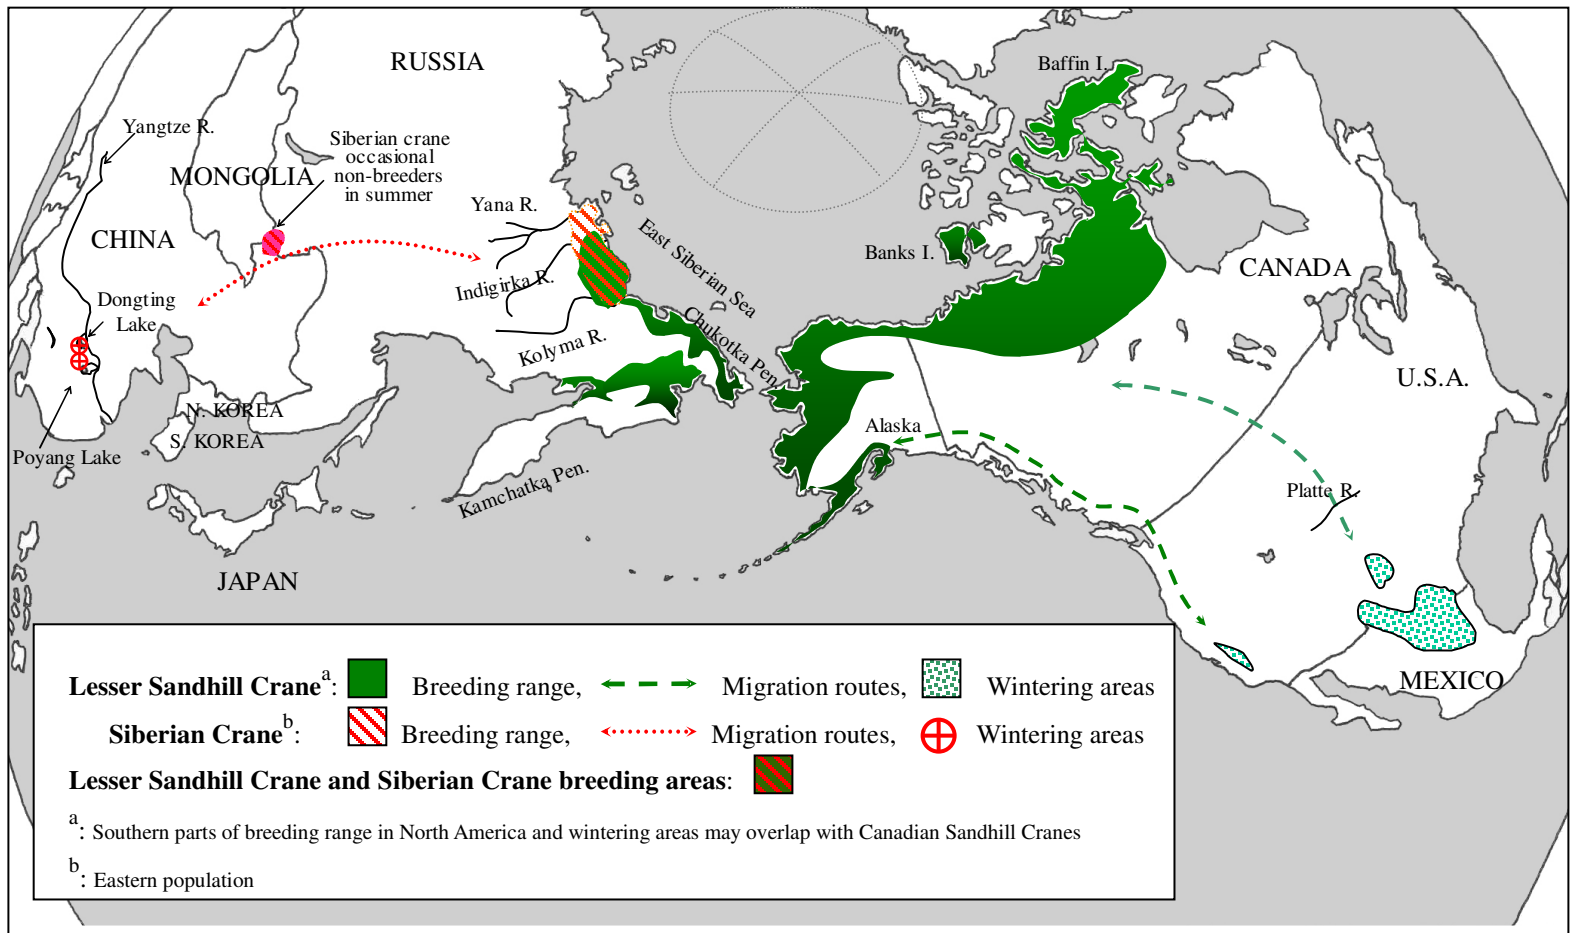 RUSSIA
Baffin I.
Yangtze R.
Siberian crane
occasional
non-breeders
in summer
MONGOLIA
Yana R.
CHINA
East Siberian Sea
Banks I.
CANADA
Indigirka R.
Dongting
Lake
Chukotka Pen.
Kolyma R.
U.S.A.
N. KOREA
S. KOREA
Alaska
Poyang Lake
Kamchatka Pen.
Platte R.
JAPAN
MEXICO
Lesser Sandhill Crane a: Breeding range, Migration routes, Wintering areas
Siberian Crane b: Breeding range, Migration routes, Wintering areas
Lesser Sandhill Crane and Siberian Crane breeding areas:
a: Southern parts of breeding range in North America and wintering areas may overlap with Canadian Sandhill Cranes
b: Eastern population